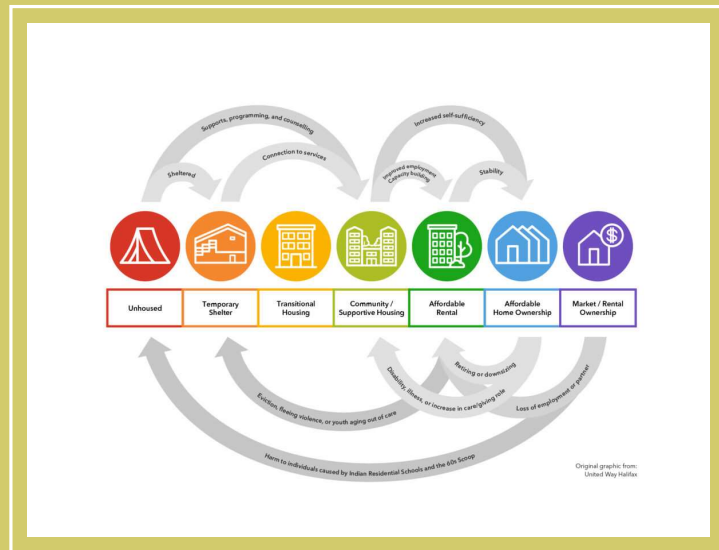 Supports, programming, and counselling
Increased self-sufficiency
Sheltered
Connection to services
Improved employment
Capacity building
Stability
$
Unhoused
Temporary
Shelter
Transitional
Housing
Community /
Supportive Housing
Affordable
Rental
Affordable
Home Ownership
Market / Rental
Ownership
Retiring or downsizing
Disability, illness, or increase in care/giving role
Loss of employment or partner
Eviction, fleeing violence, or youth aging out of care
Harm to individuals caused by Indian Residential Schools and the 60s Scoop
Original graphic from:
United Way Halifax